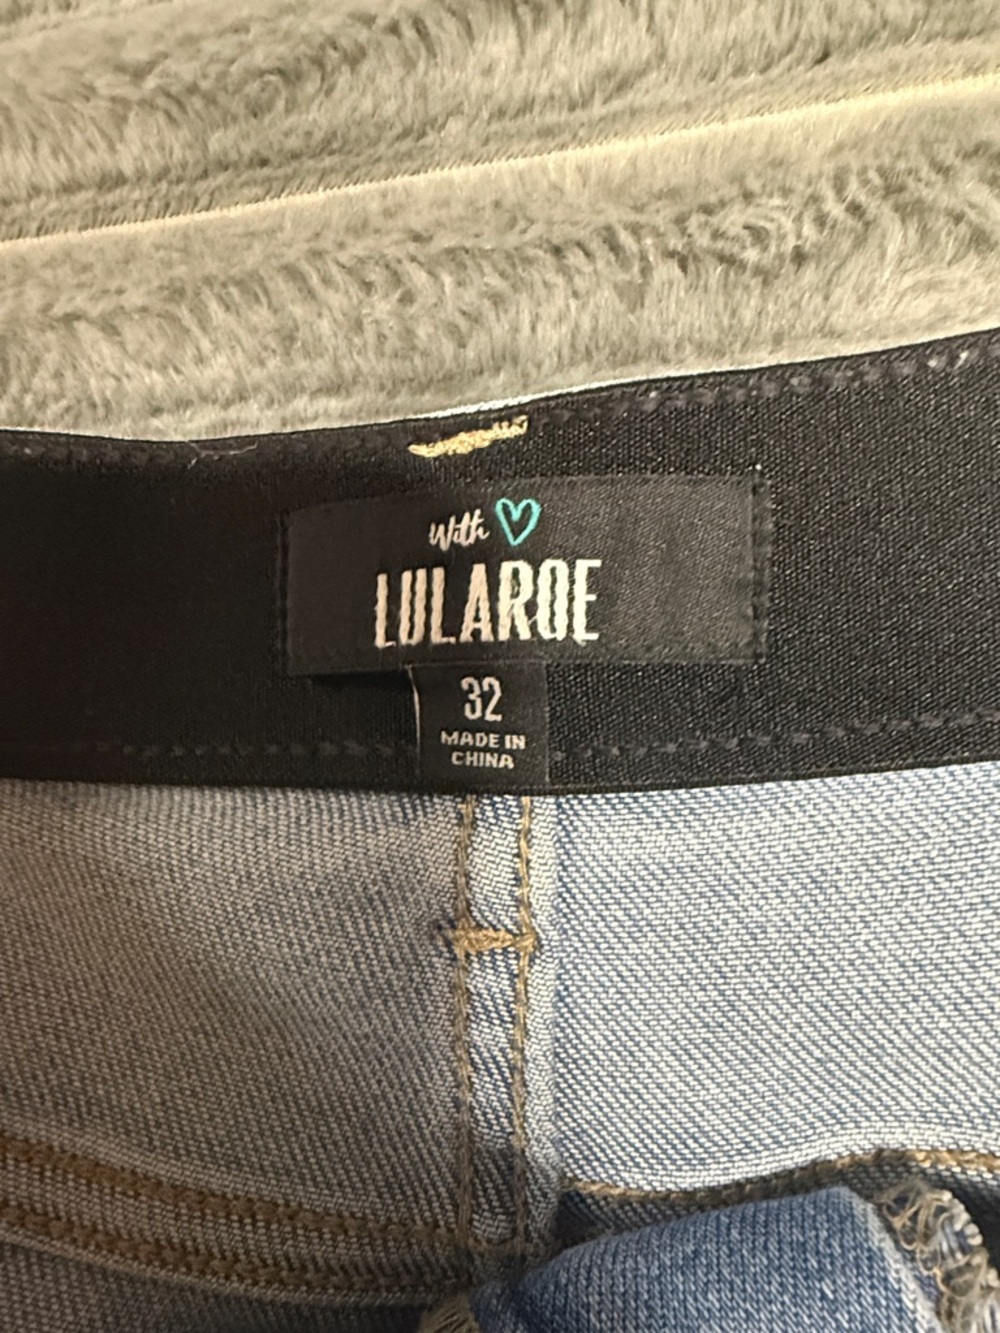 With
LULAROE
32
MADE IN
CHINA